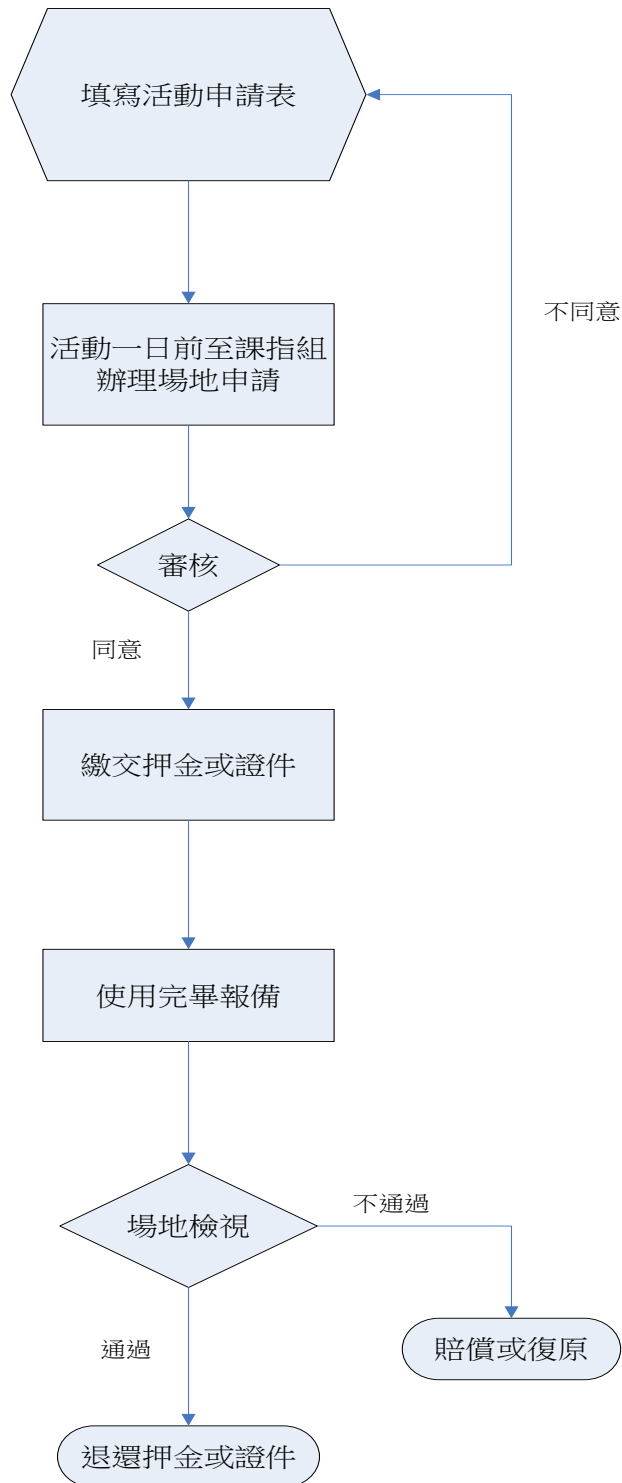 填寫活動申請表
不同意
活動一日前至課指組
辦理場地申請
審核
同意
繳交押金或證件
使用完畢報備
場地檢視
不通過
通過
賠償或復原
退還押金或證件